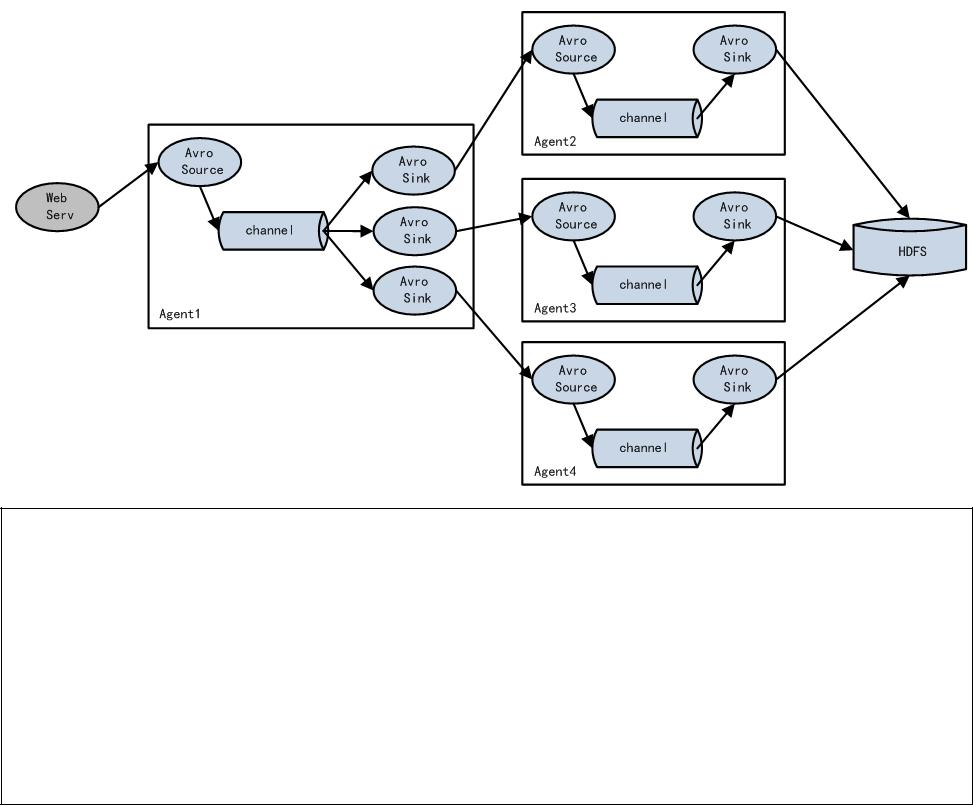 Web
Serv
Avro
Source
channel
Avro
Sink
Avro
Sink
Avro
Sink
Agent1
Avro
Source
channel
Avro
Sink
Agent2
Avro
Source
channel
Avro
Sink
Agent3
Avro
Source
channel
Avro
Sink
Agent4
HDFS